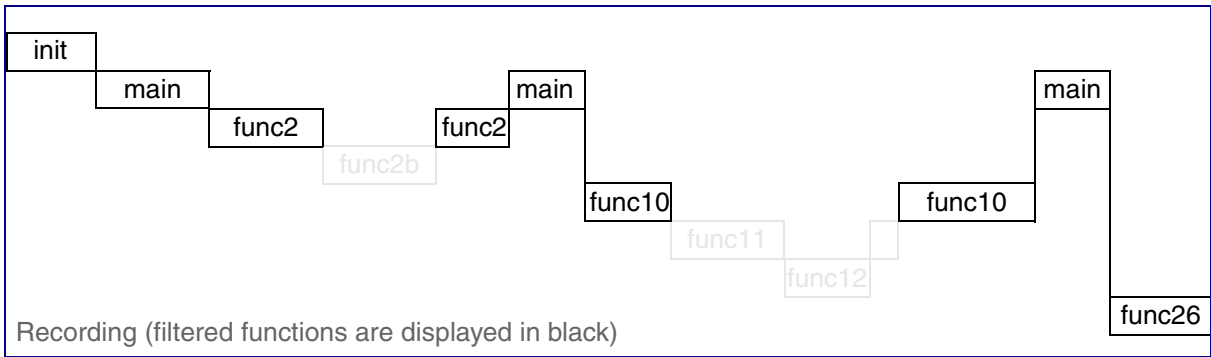 init
main
main
main
func2
func2
func2b
func10
func10
func11
func12
func26
Recording (filtered functions are displayed in black)